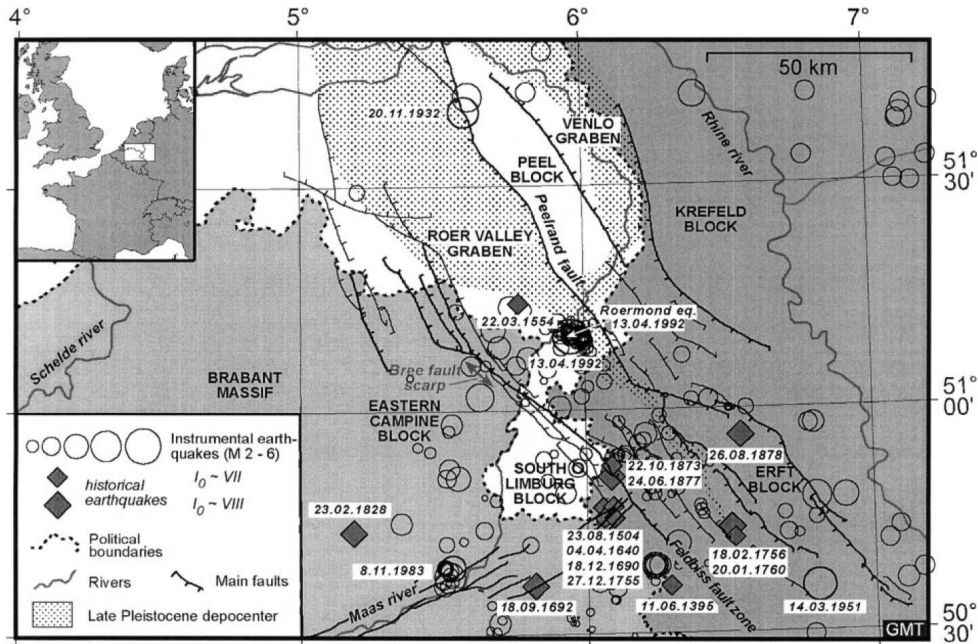 4°
5°
6°
7°
50 km
20.11.1932
VENLO
GRABEN
PEEL
BLOCK
Rhine river
51°
30'
KREFELD
BLOCK
Peelrand fault
ROER VALLEY
GRABEN
Roermond eq.
13.04.1992
22.03.1554
13.04.1992
Schelde river
BRABANT
MASSIF
Bree fault
scarp
51°
00'
EASTERN
CAMPINE
BLOCK
Instrumental earth-
quakes (M 2 - 6)
I₀ ~ VII
historical
earthquakes
I₀ ~ VIII
Political
boundaries
Rivers
Main faults
Late Pleistocene depocenter
SOUTH
LIMBURG
BLOCK
22.10.1873
24.06.1877
26.08.1878
ERFT
BLOCK
23.02.1828
23.08.1504
04.04.1640
18.12.1690
27.12.1755
18.02.1756
20.01.1760
Feldbiss fault zone
8.11.1983
Maas river
18.09.1692
11.06.1395
14.03.1951
50°
30'
GMT